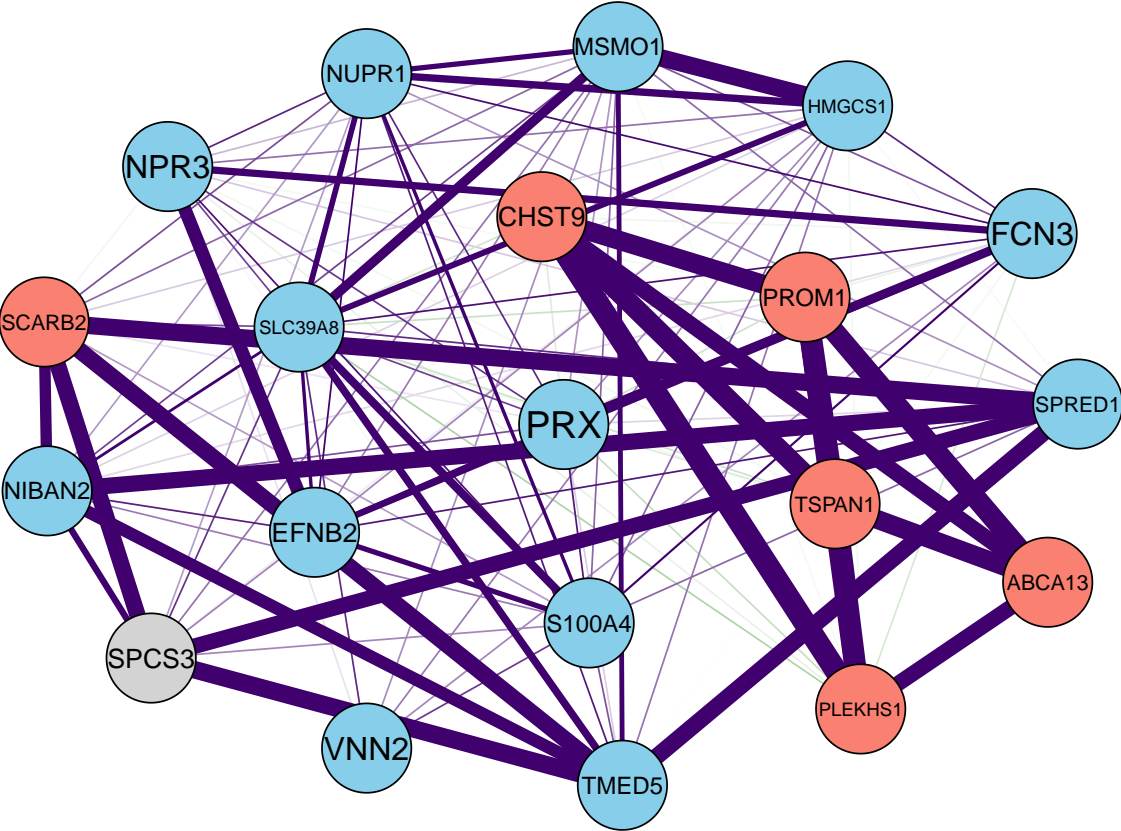 MSMO1
NUPR1
HMGCS1
NPR3
CHST9
FCN3
PROM1
SCARB2
SLC39A8
SPRED1
PRX
NIBAN2
TSPAN1
EFNB2
ABCA13
S100A4
SPCS3
PLEKHS1
VNN2
TMED5